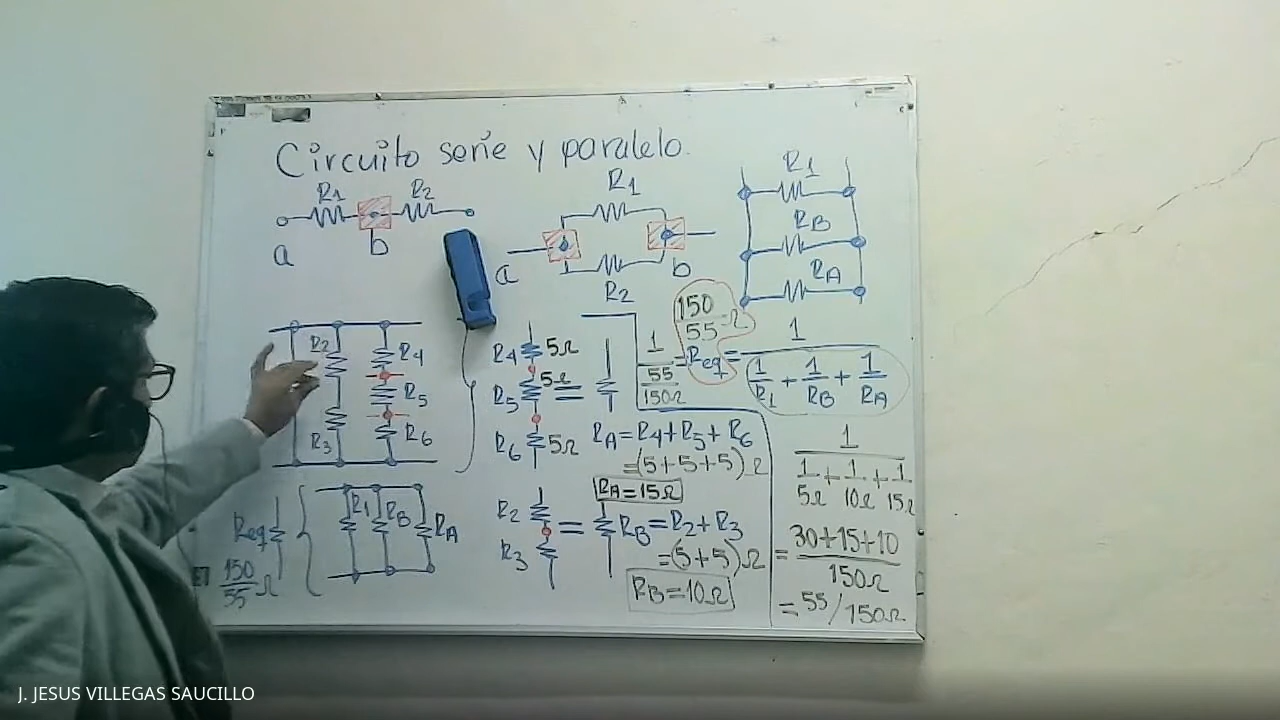 Circuito serie y paralelo.
R1 R2
a b
R1
a b
R2
R1
RB
RA
R2 R4
R5
R3 R6
R4 5Ω
R5 5Ω =
R6 5Ω
150/55 Ω
1/(55/150Ω) = Req = 1/(1/R1 + 1/RB + 1/RA)
RA = R4 + R5 + R6
= (5+5+5) Ω
RA = 15Ω
1/(1/5Ω + 1/10Ω + 1/15Ω)
= (30+15+10)/150Ω
= 55/150Ω
Req R1 RB RA
150/55 Ω
R2 = RB = R2 + R3
R3 = (5+5) Ω
RB = 10Ω
J. JESUS VILLEGAS SAUCILLO